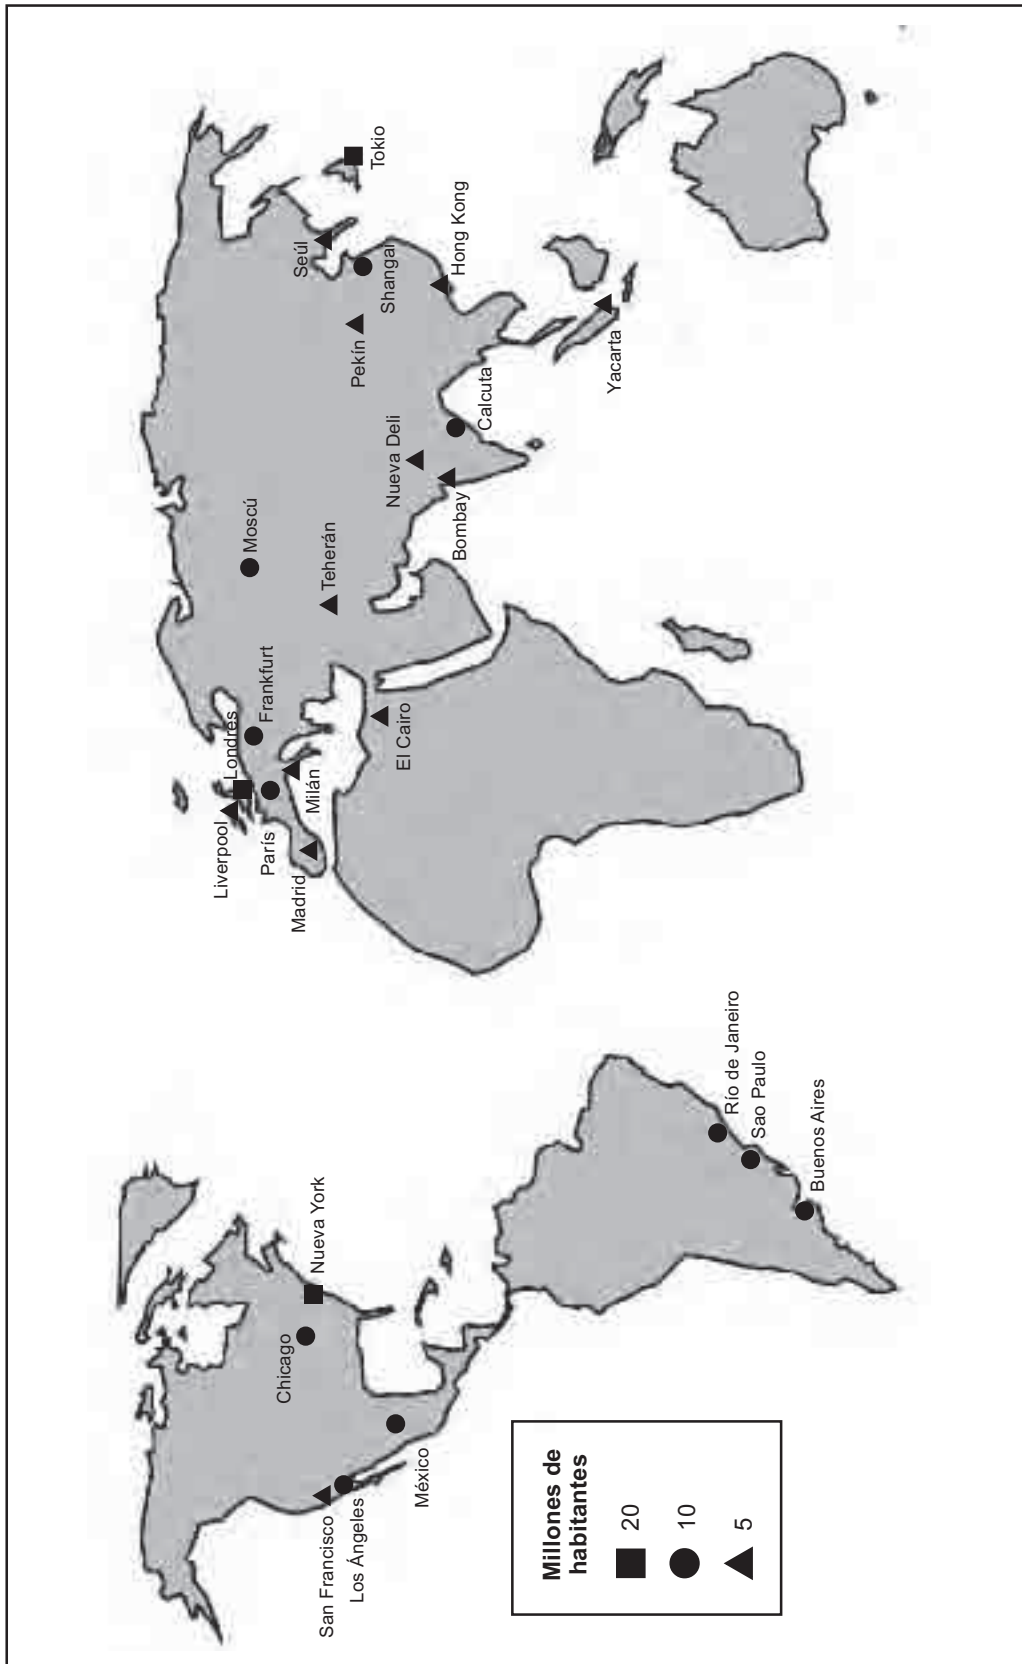 San Francisco
Los Ángeles
México
Chicago
Nueva York
Río de Janeiro
Sao Paulo
Buenos Aires
Liverpool
Londres
París
Madrid
Frankfurt
Milán
El Cairo
Moscú
Teherán
Nueva Deli
Bombay
Calcuta
Pekín
Seúl
Shangai
Hong Kong
Tokio
Yacarta
Millones de
habitantes
20
10
5